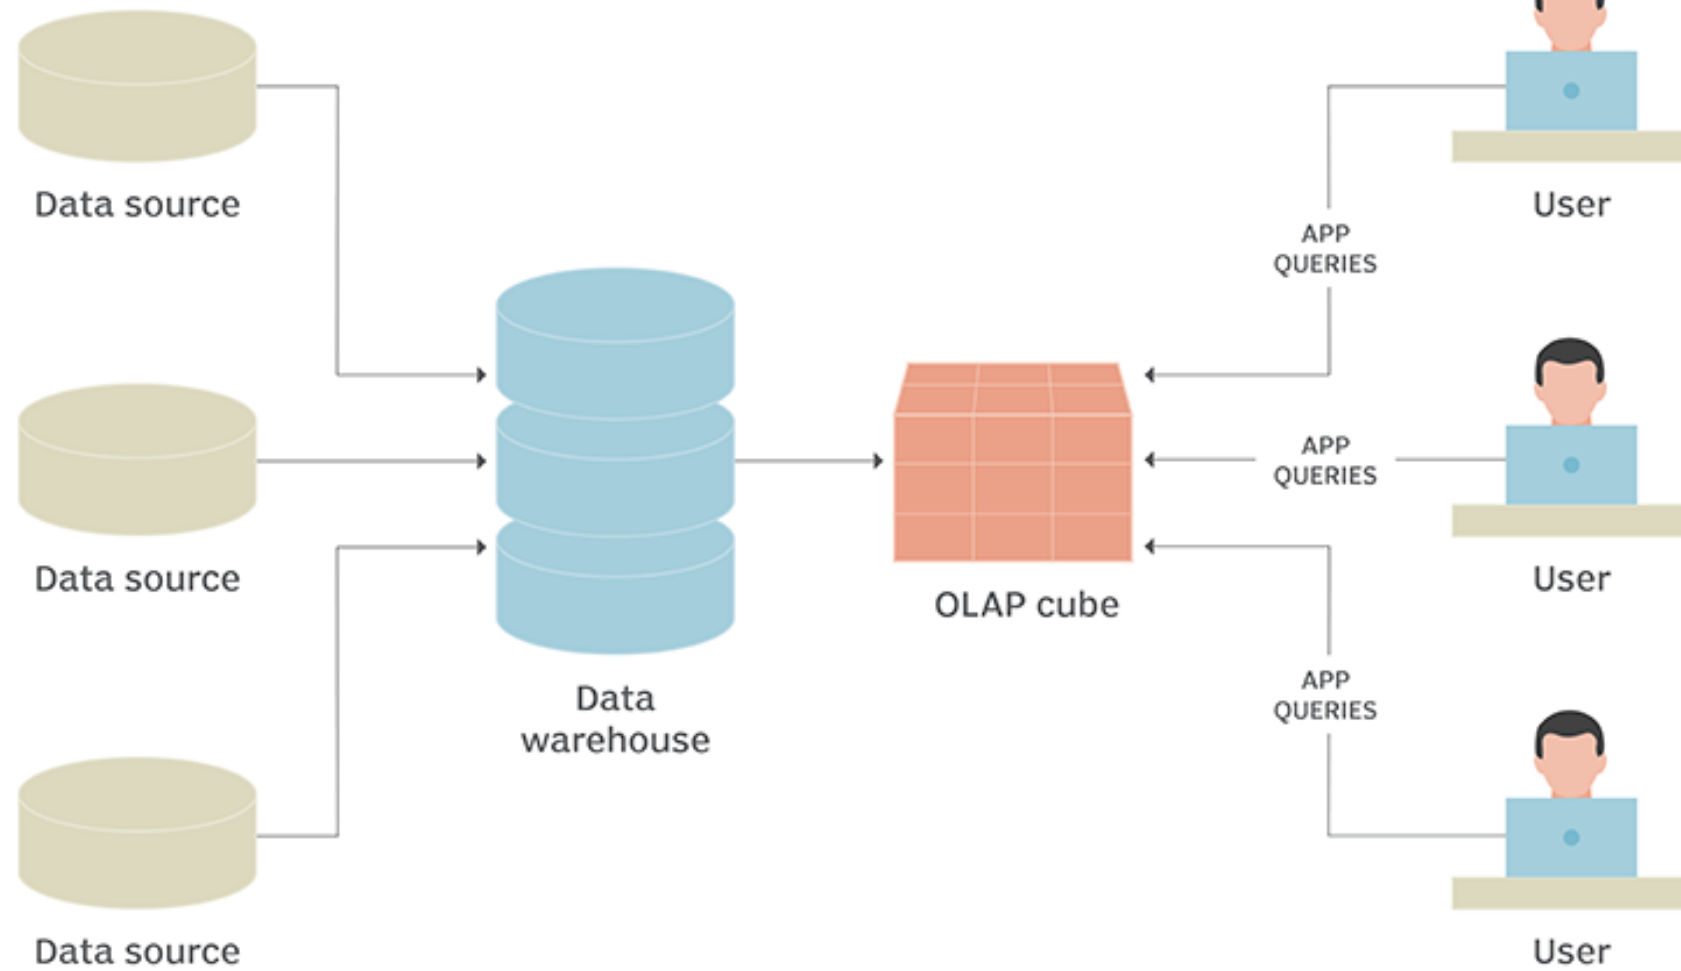 Data source
User
APP
QUERIES
Data source
APP
QUERIES
User
OLAP cube
Data
warehouse
APP
QUERIES
Data source
User